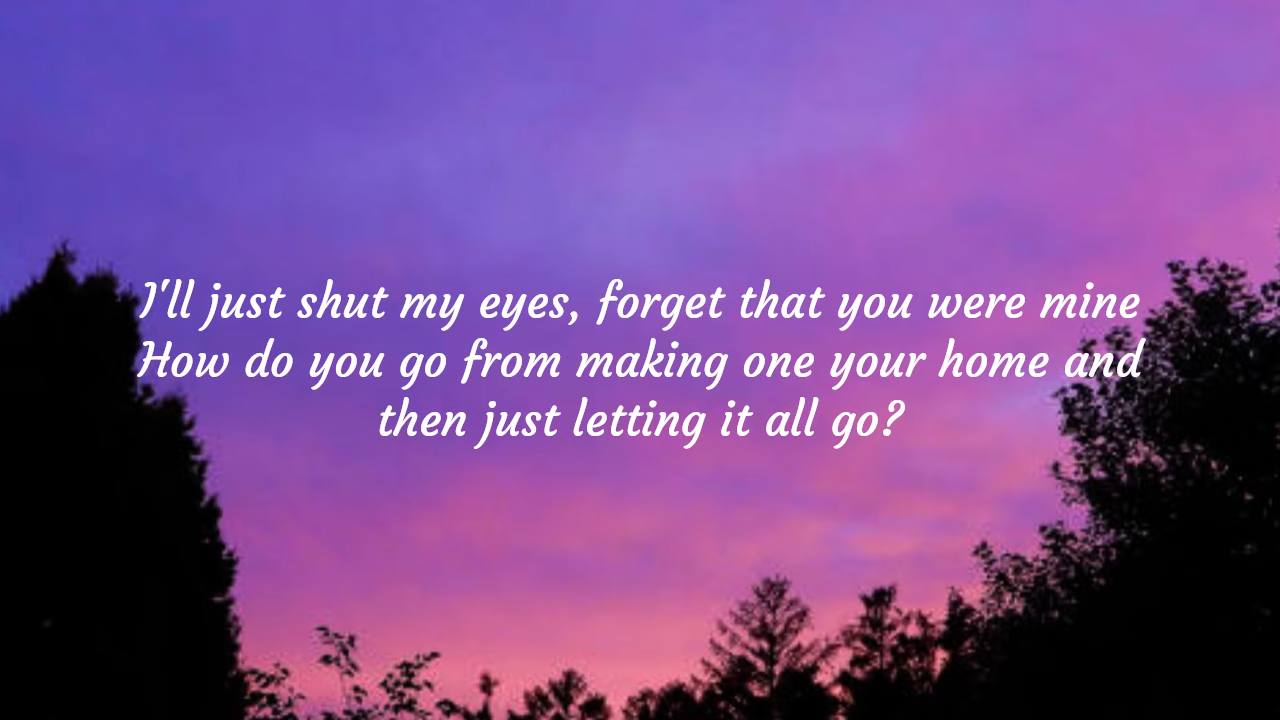 I'll just shut my eyes, forget that you were mine
How do you go from making one your home and
then just letting it all go?